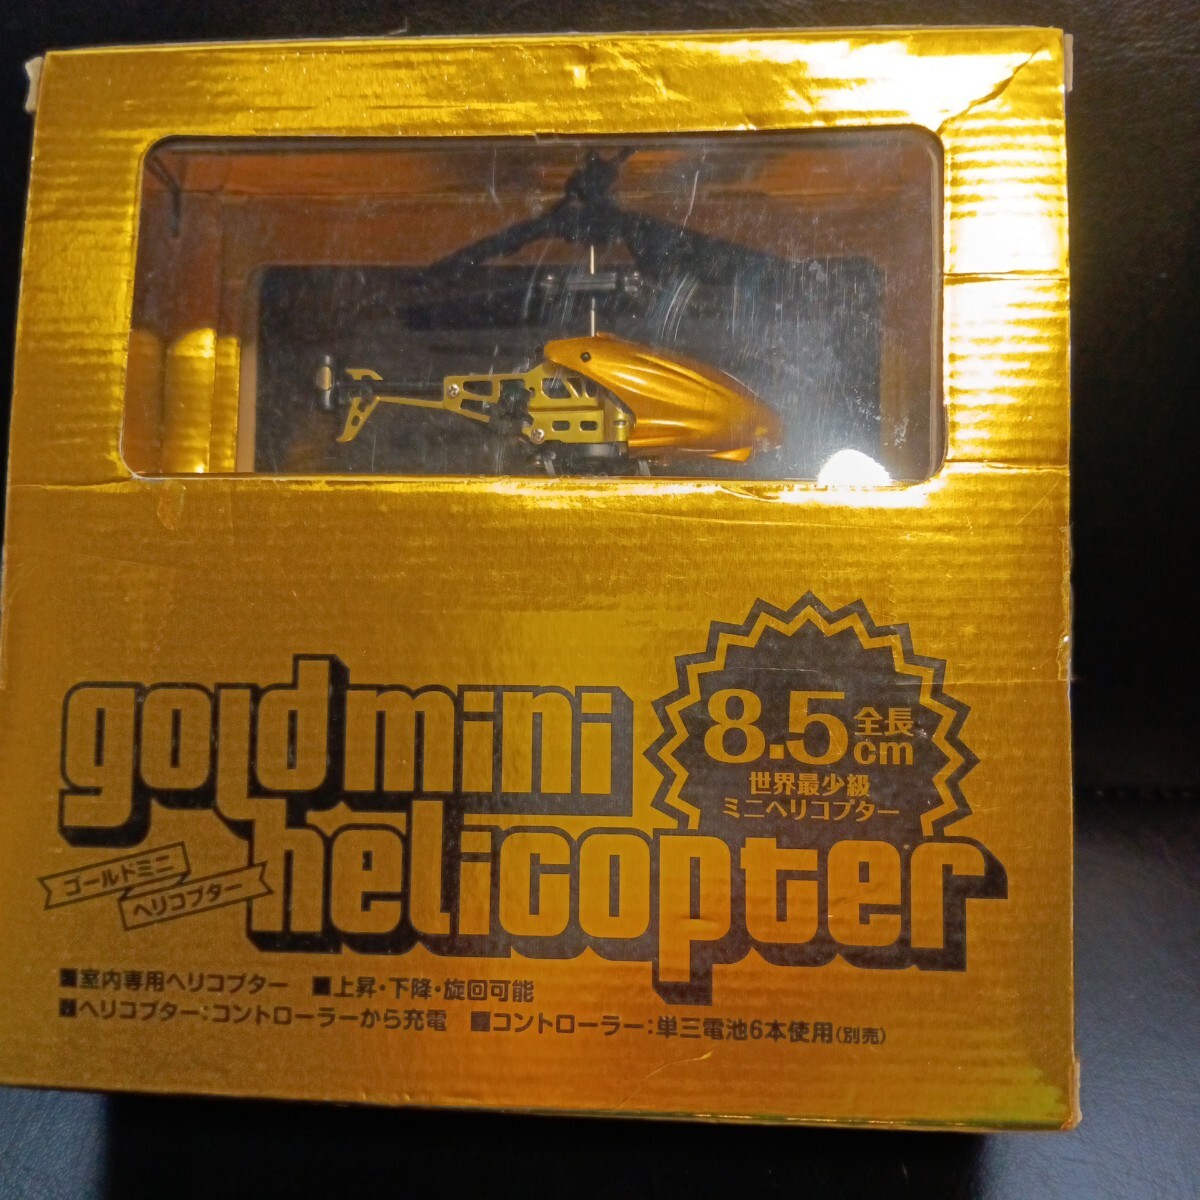 goldmini
helicopter
8.5全長cm
世界最少級
ミニヘリコプター
ゴールドミニ
ヘリコプター
■室内専用ヘリコプター ■上昇・下降・旋回可能
■ヘリコプター：コントローラーから充電 ■コントローラー：単三電池6本使用(別売)